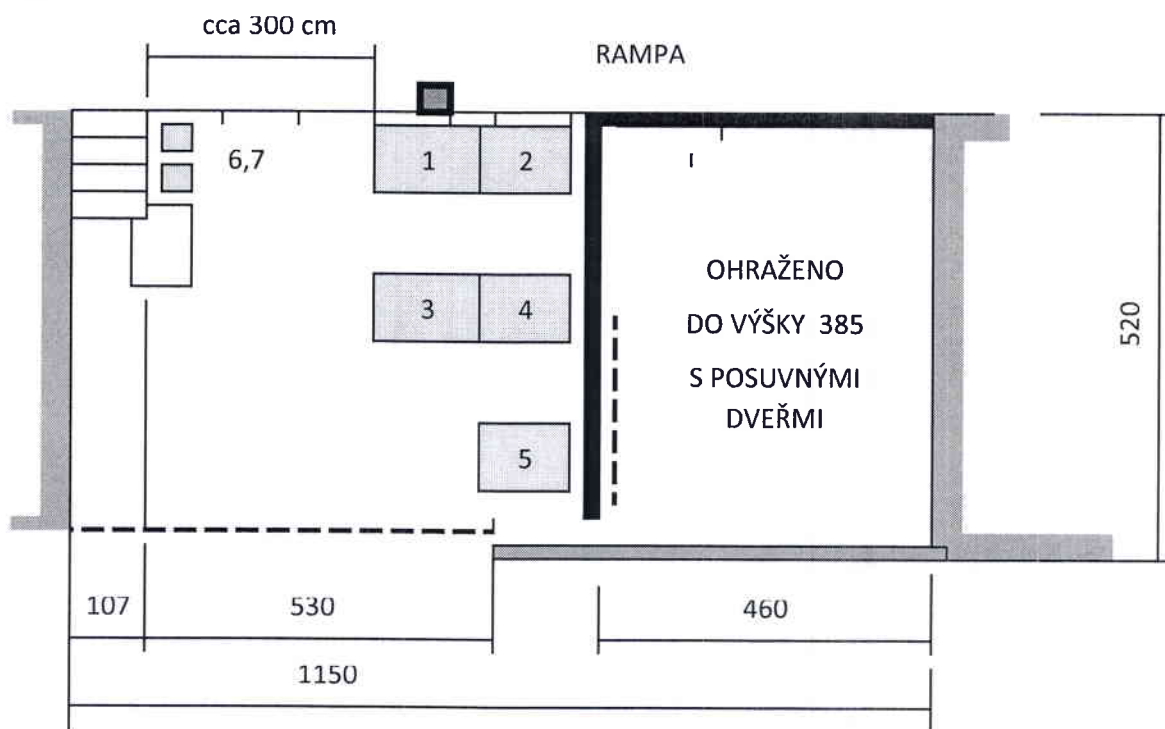 cca 300 cm
RAMPA
6,7
1
2
3
4
5
OHRAŽENO
DO VÝŠKY 385
S POSUVNÝMI
DVEŘMI
520
107
530
460
1150